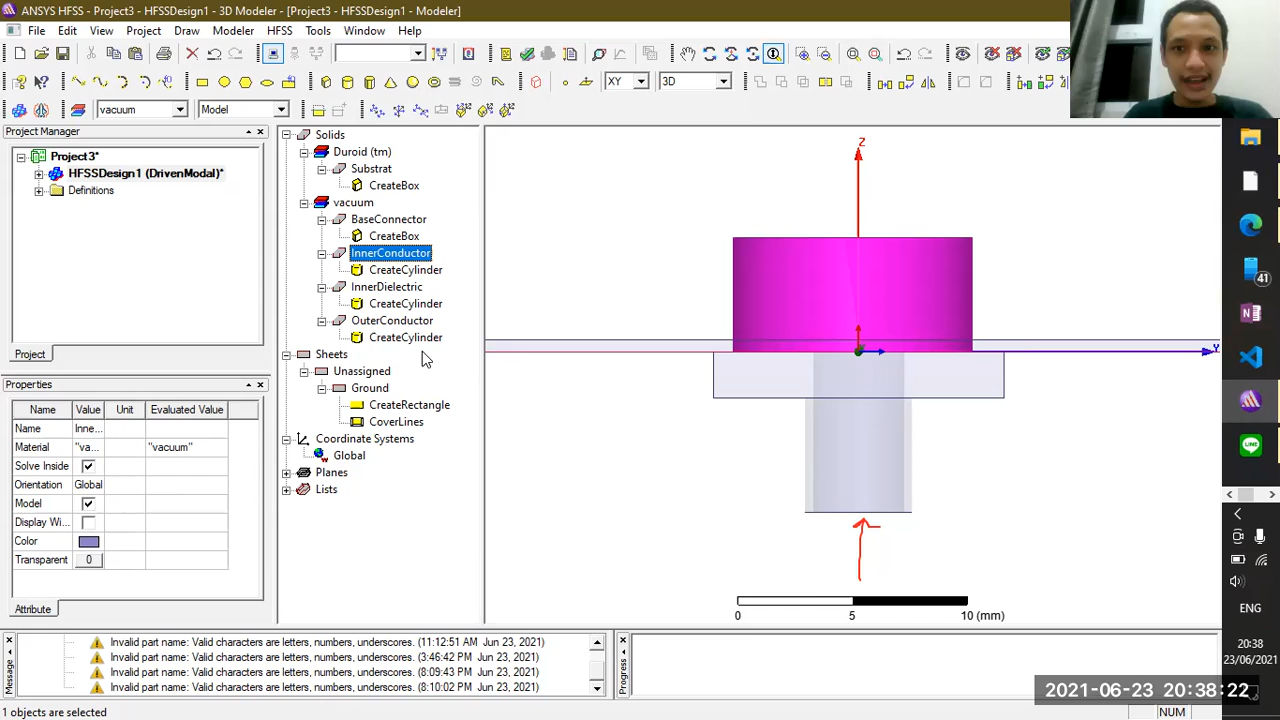 ANSYS HFSS - Project3 - HFSSDesign1 - 3D Modeler - [Project3 - HFSSDesign1 - Modeler]
File Edit View Project Draw Modeler HFSS Tools Window Help
XY 3D
vacuum Model
Project Manager
Project3*
HFSSDesign1 (DrivenModal)*
Definitions
Project
Properties
Name Value Unit Evaluated Value
Name Inne...
Material "va... "vacuum"
Solve Inside
Orientation Global
Model
Display Wi...
Color
Transparent 0
Attribute
Solids
Duroid (tm)
Substrat
CreateBox
vacuum
BaseConnector
CreateBox
InnerConductor
CreateCylinder
InnerDielectric
CreateCylinder
OuterConductor
CreateCylinder
Sheets
Unassigned
Ground
CreateRectangle
CoverLines
Coordinate Systems
Global
Planes
Lists
Z
Y
0 5 10 (mm)
41
ENG
20:38
23/06/2021
Message
Invalid part name: Valid characters are letters, numbers, underscores. (11:12:51 AM Jun 23, 2021)
Invalid part name: Valid characters are letters, numbers, underscores. (3:46:42 PM Jun 23, 2021)
Invalid part name: Valid characters are letters, numbers, underscores. (8:09:43 PM Jun 23, 2021)
Invalid part name: Valid characters are letters, numbers, underscores. (8:10:02 PM Jun 23, 2021)
Progress
2021-06-23 20:38:22
1 objects are selected
NUM